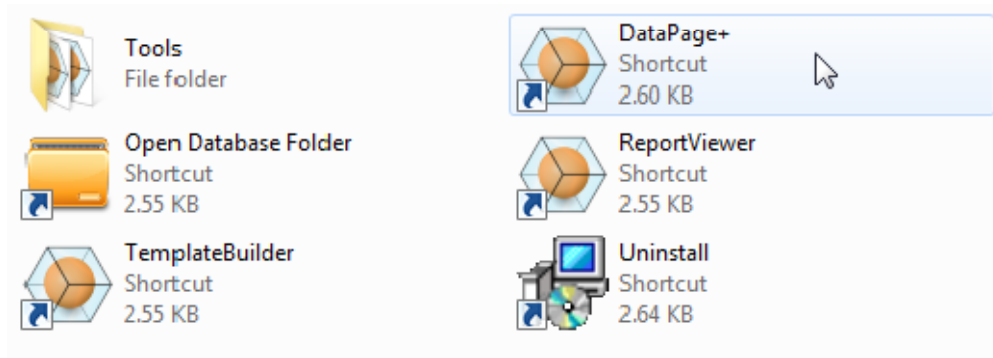 Tools
File folder
DataPage+
Shortcut
2.60 KB
Open Database Folder
Shortcut
2.55 KB
ReportViewer
Shortcut
2.55 KB
TemplateBuilder
Shortcut
2.55 KB
Uninstall
Shortcut
2.64 KB